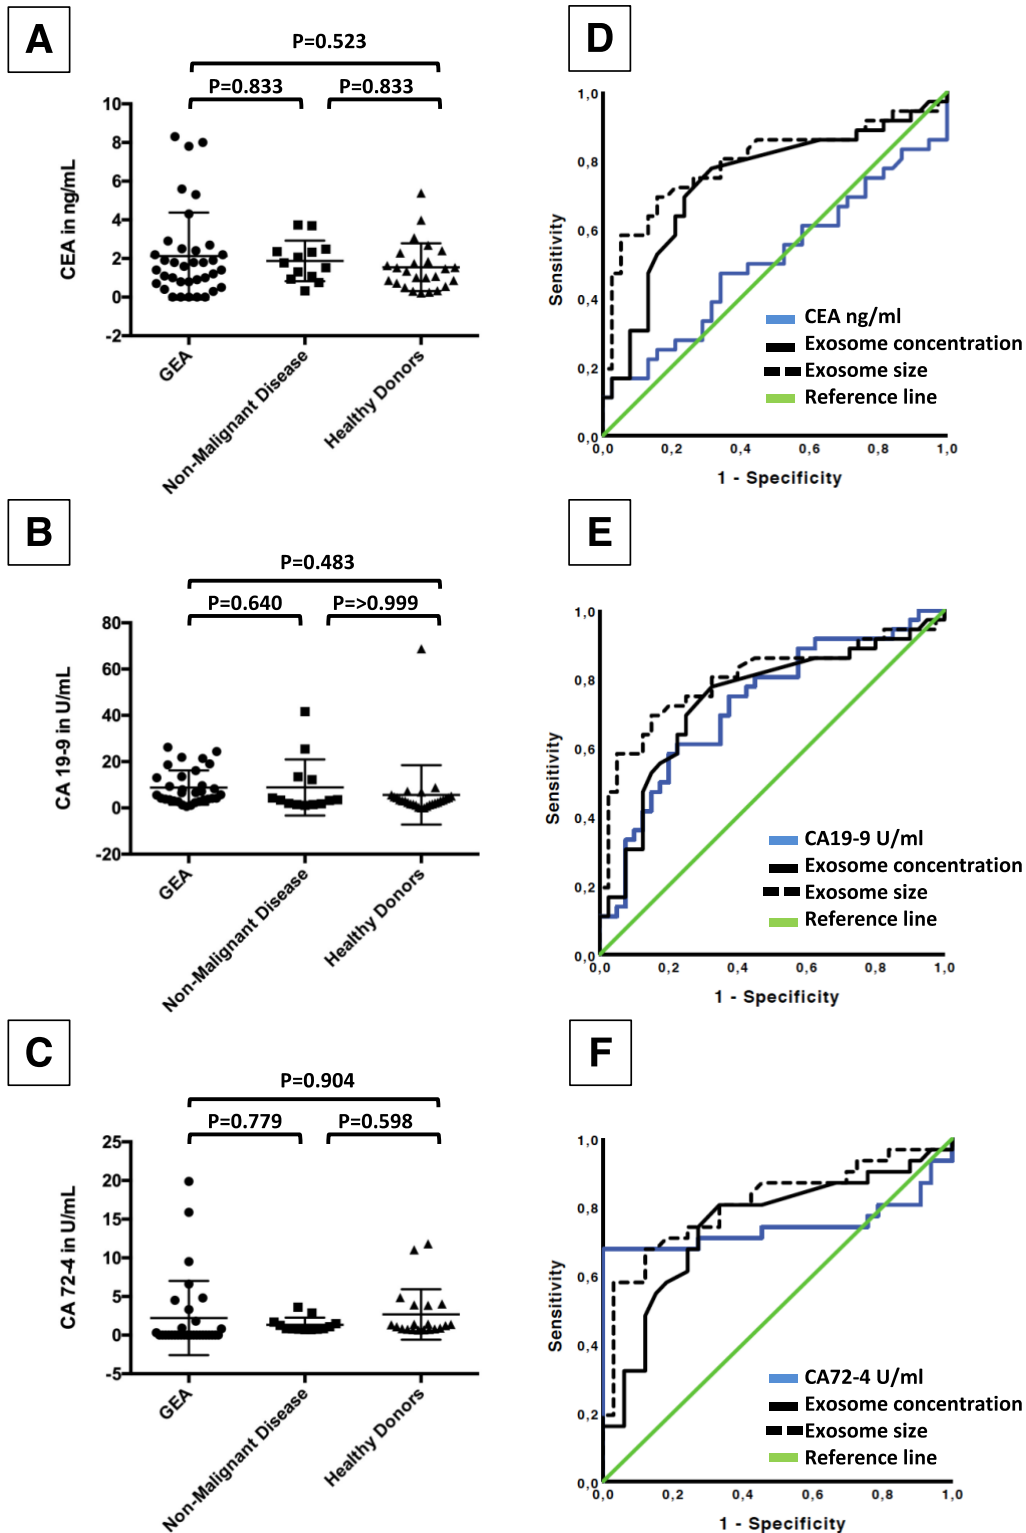 A
P=0.523
P=0.833 P=0.833
CEA in ng/mL
10
8
6
4
2
0
-2
GEA
Non-Malignant Disease
Healthy Donors
D
Sensitivity
1,0
0,8
0,6
0,4
0,2
0,0
CEA ng/ml
Exosome concentration
Exosome size
Reference line
0,0 0,2 0,4 0,6 0,8 1,0
1 - Specificity
B
P=0.483
P=0.640 P=>0.999
CA 19-9 in U/mL
80
60
40
20
0
-20
GEA
Non-Malignant Disease
Healthy Donors
E
Sensitivity
1,0
0,8
0,6
0,4
0,2
0,0
CA19-9 U/ml
Exosome concentration
Exosome size
Reference line
0,0 0,2 0,4 0,6 0,8 1,0
1 - Specificity
C
P=0.904
P=0.779 P=0.598
CA 72-4 in U/mL
25
20
15
10
5
0
-5
GEA
Non-Malignant Disease
Healthy Donors
F
Sensitivity
1,0
0,8
0,6
0,4
0,2
0,0
CA72-4 U/ml
Exosome concentration
Exosome size
Reference line
0,0 0,2 0,4 0,6 0,8 1,0
1 - Specificity